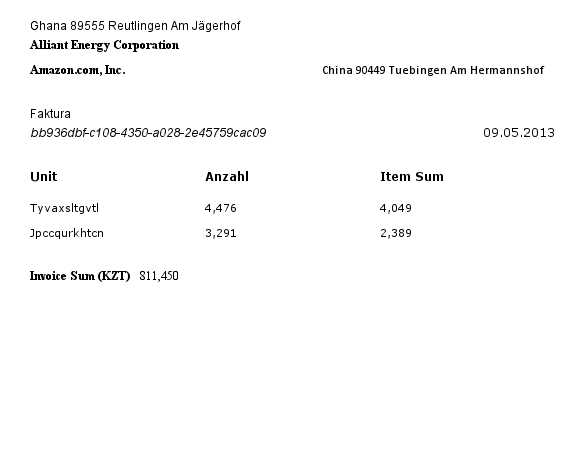 Ghana 89555 Reutlingen Am Jägerhof
Alliant Energy Corporation
Amazon.com, Inc. China 90449 Tuebingen Am Hermannshof
Faktura
bb936dbf-c108-4350-a028-2e45759cac09 09.05.2013
Unit Anzahl Item Sum
Tyvaxsltgvtl 4,476 4,049
Jpccqurkhtcn 3,291 2,389
Invoice Sum (KZT) 811,450